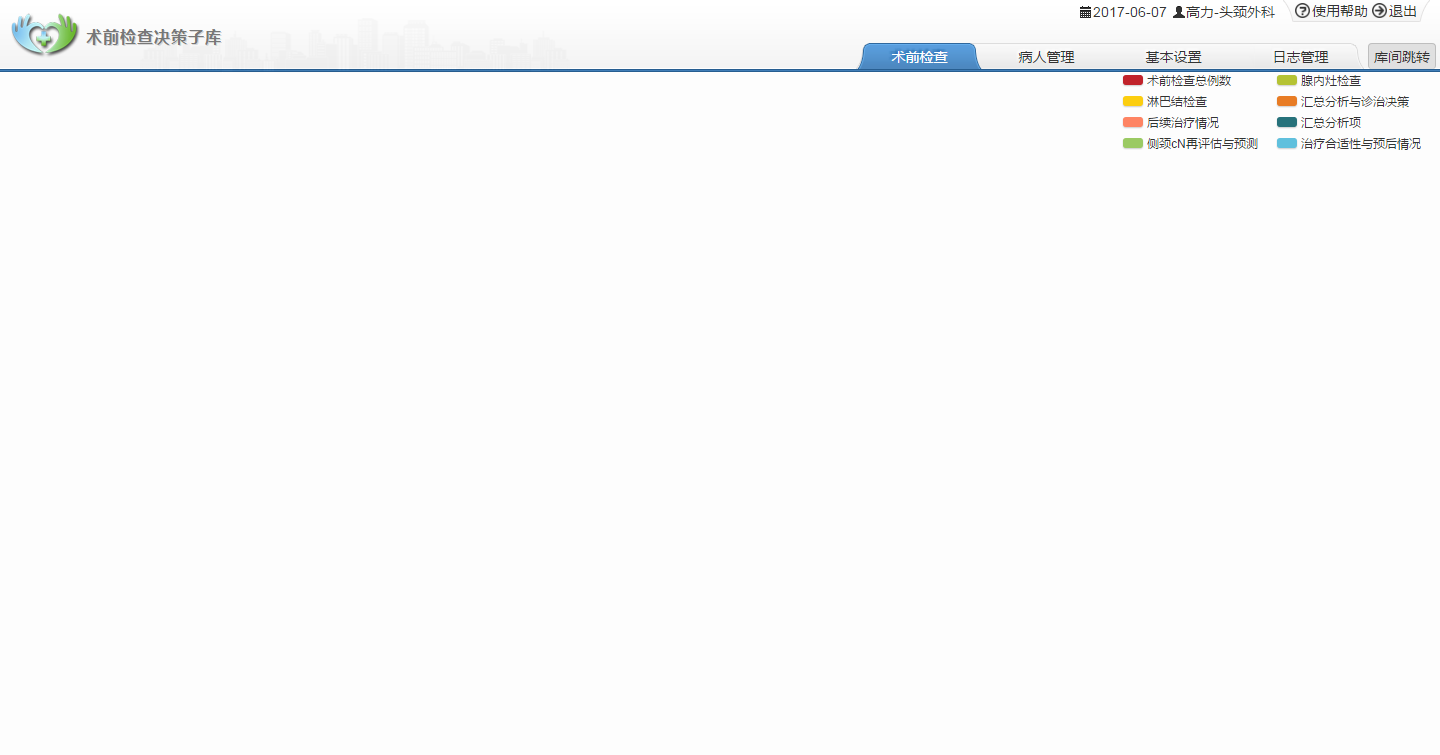 2017-06-07 高力-头颈外科 使用帮助 退出
术前检查决策子库
术前检查 病人管理 基本设置 日志管理 库间跳转
术前检查总例数 腺内灶检查
淋巴结检查 汇总分析与诊治决策
后续治疗情况 汇总分析项
侧颈cN再评估与预测 治疗合适性与预后情况